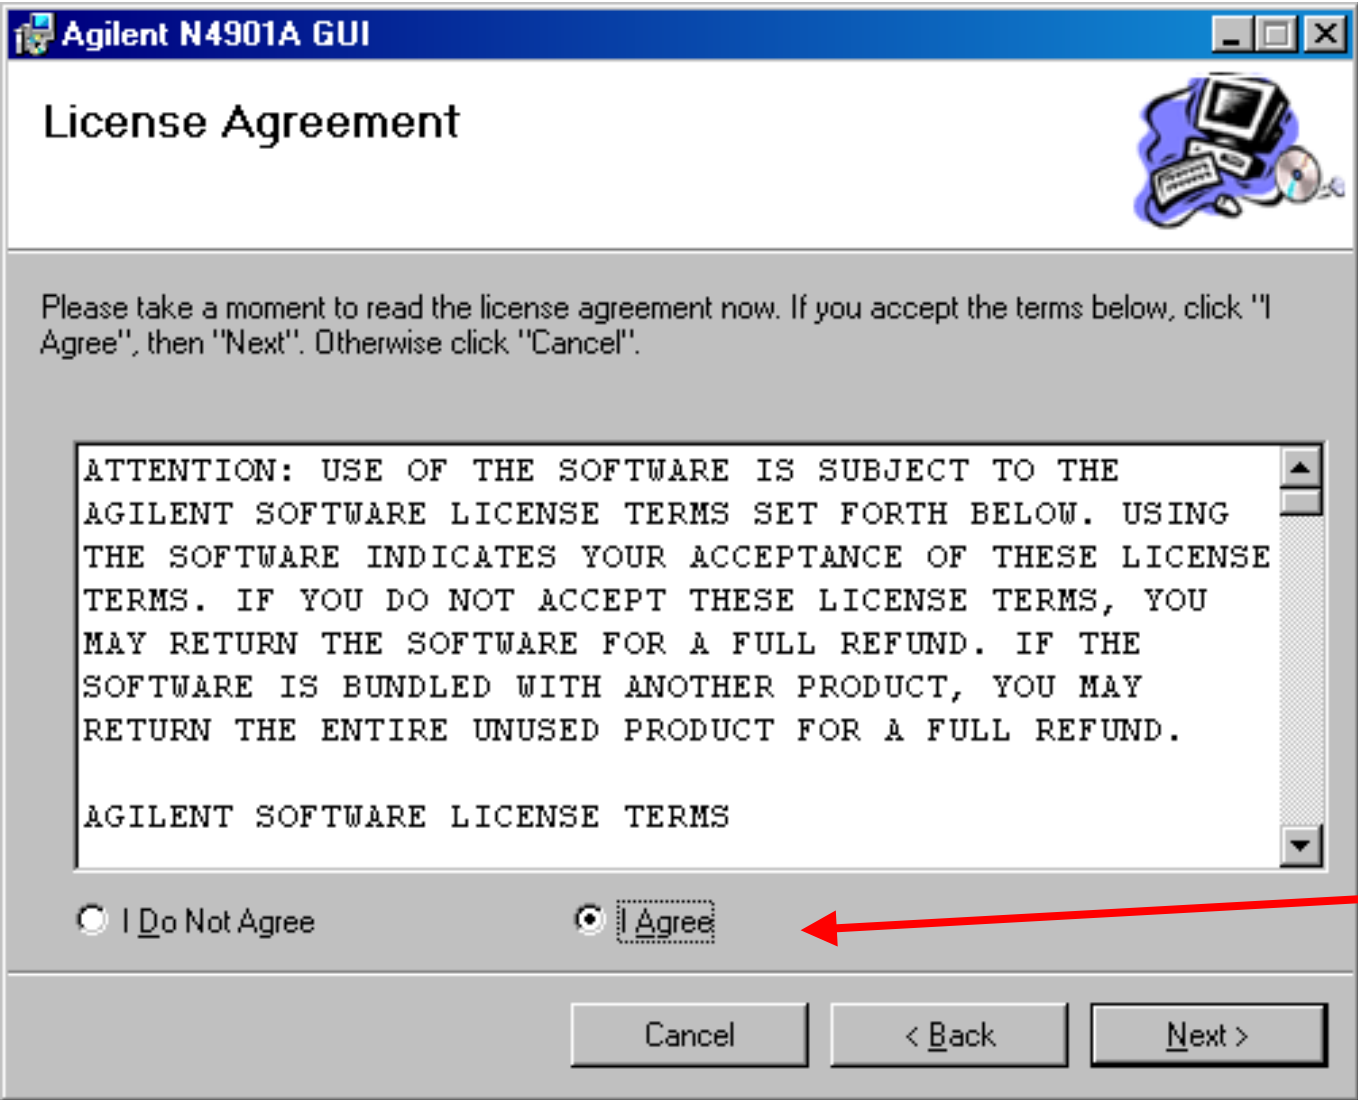 Agilent N4901A GUI
License Agreement
Please take a moment to read the license agreement now. If you accept the terms below, click "I
Agree", then "Next". Otherwise click "Cancel".
ATTENTION: USE OF THE SOFTWARE IS SUBJECT TO THE
AGILENT SOFTWARE LICENSE TERMS SET FORTH BELOW. USING
THE SOFTWARE INDICATES YOUR ACCEPTANCE OF THESE LICENSE
TERMS. IF YOU DO NOT ACCEPT THESE LICENSE TERMS, YOU
MAY RETURN THE SOFTWARE FOR A FULL REFUND. IF THE
SOFTWARE IS BUNDLED WITH ANOTHER PRODUCT, YOU MAY
RETURN THE ENTIRE UNUSED PRODUCT FOR A FULL REFUND.
AGILENT SOFTWARE LICENSE TERMS
I Do Not Agree
I Agree
Cancel
< Back
Next >